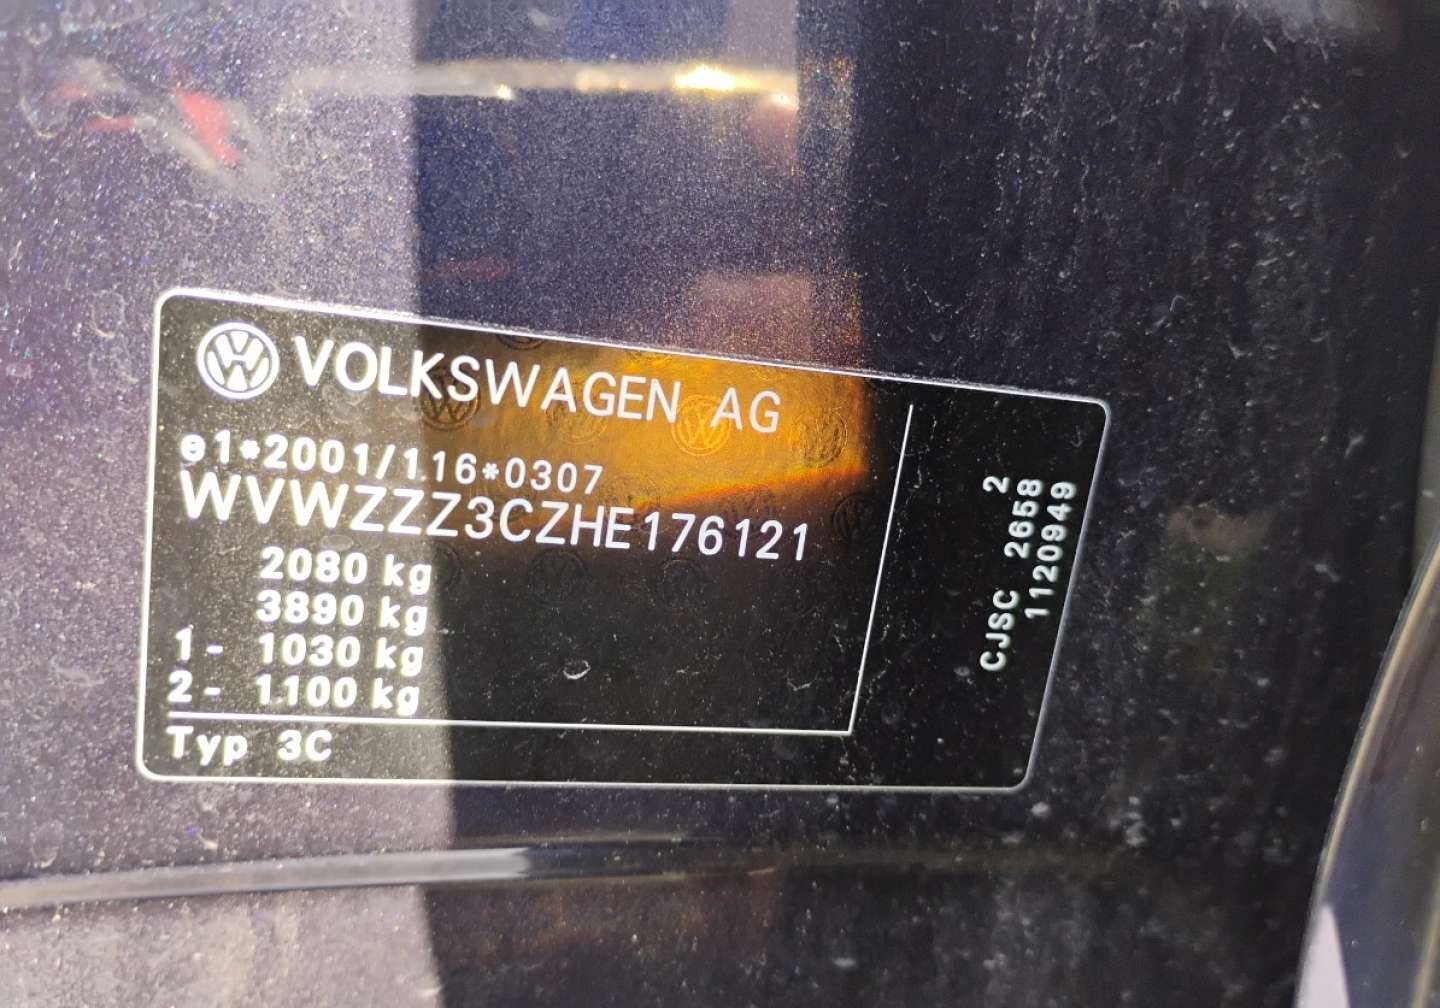 VOLKSWAGEN AG
e1*2001/116*0307
WVWZZZ3CZHE176121
2080 kg
3890 kg
1- 1030 kg
2- 1100 kg
Typ 3C
2
CJSC 2658
1120949